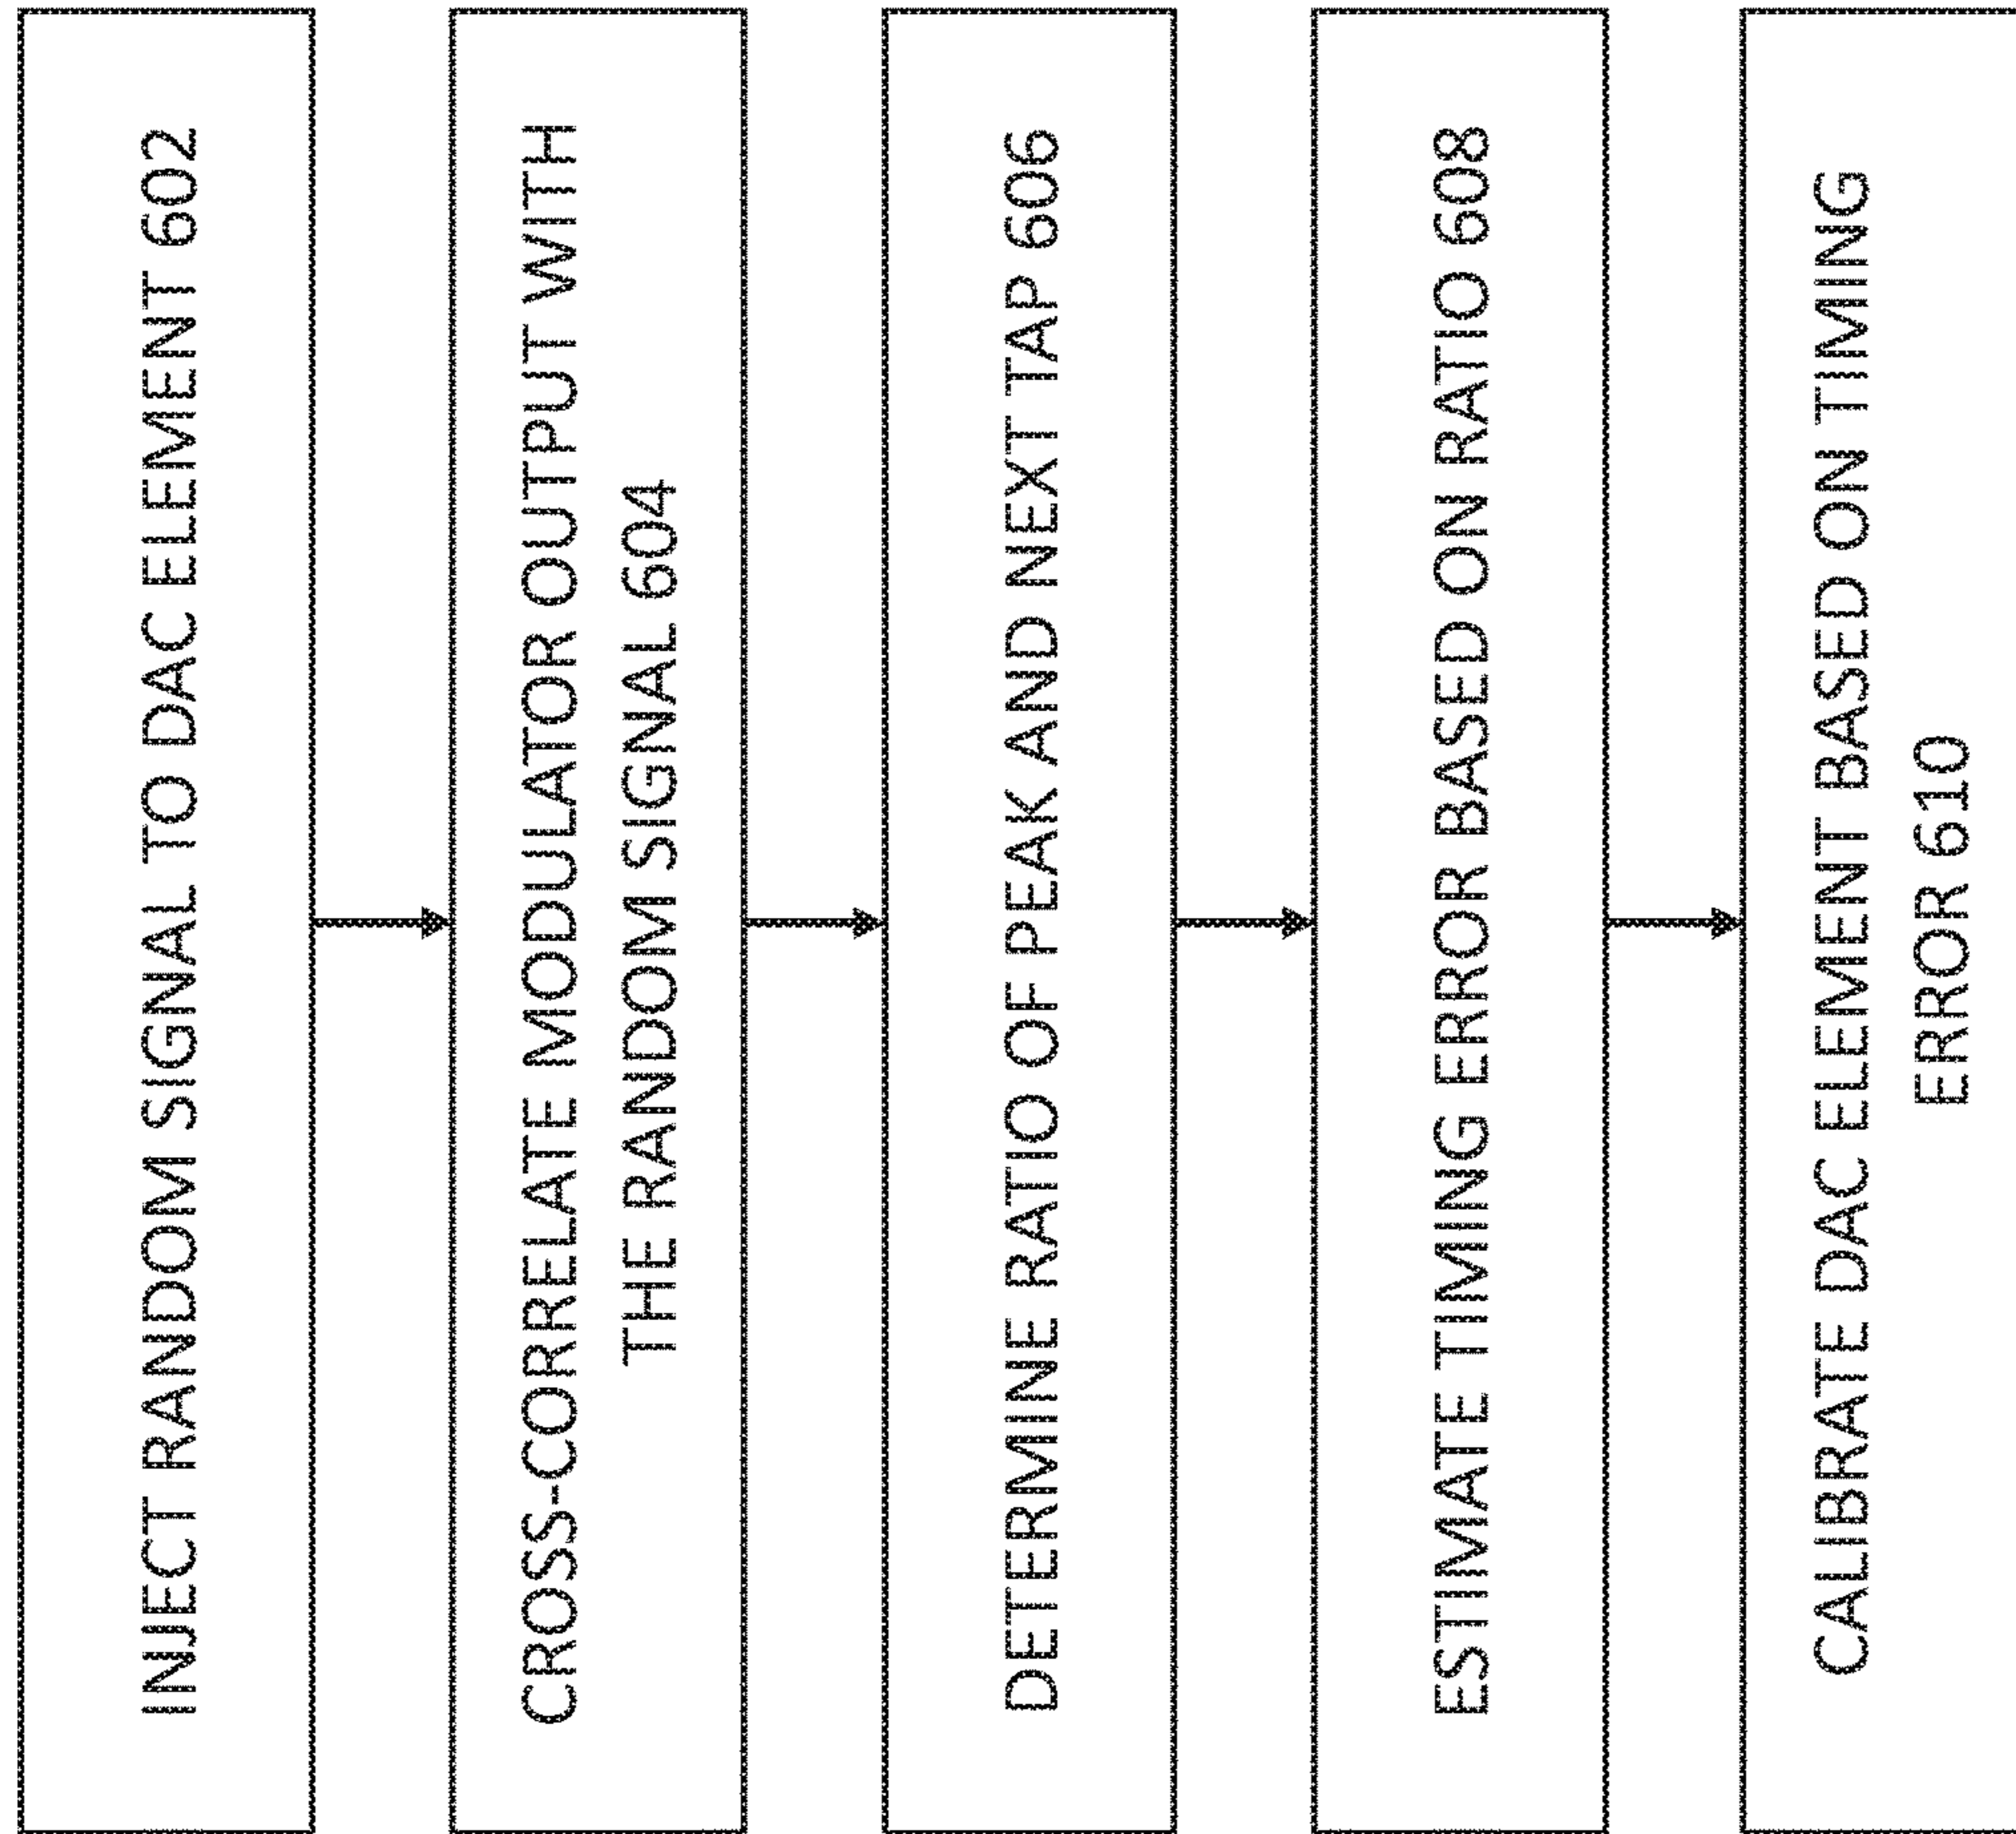 INJECT RANDOM SIGNAL TO DAC ELEMENT 602
CROSS-CORRELATE MODULATOR OUTPUT WITH
THE RANDOM SIGNAL 604
DETERMINE RATIO OF PEAK AND NEXT TAP 606
ESTIMATE TIMING ERROR BASED ON RATIO 608
CALIBRATE DAC ELEMENT BASED ON TIMING
ERROR 610